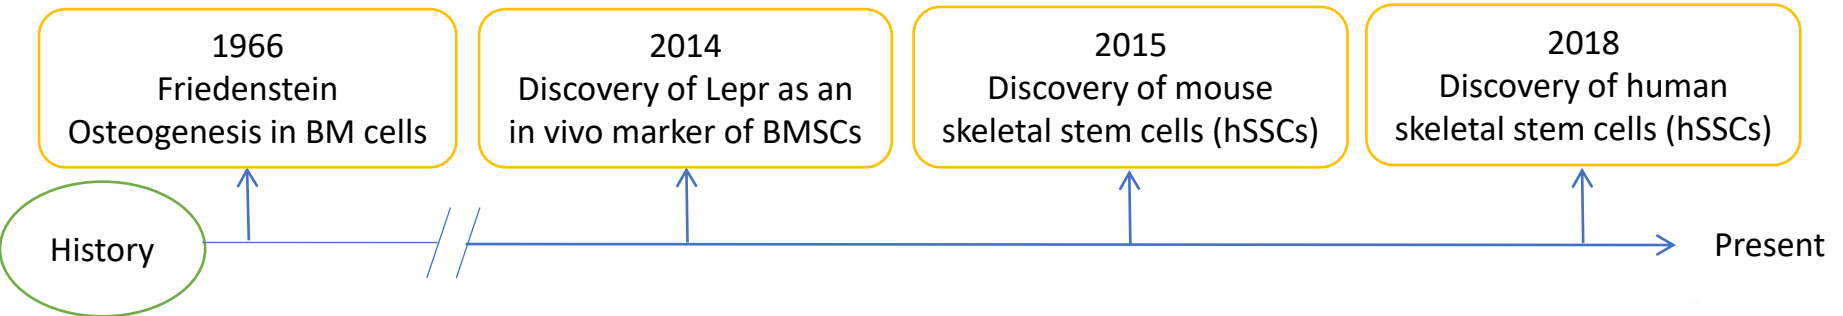 1966
Friedenstein
Osteogenesis in BM cells
2014
Discovery of Lepr as an
in vivo marker of BMSCs
2015
Discovery of mouse
skeletal stem cells (hSSCs)
2018
Discovery of human
skeletal stem cells (hSSCs)
History
Present